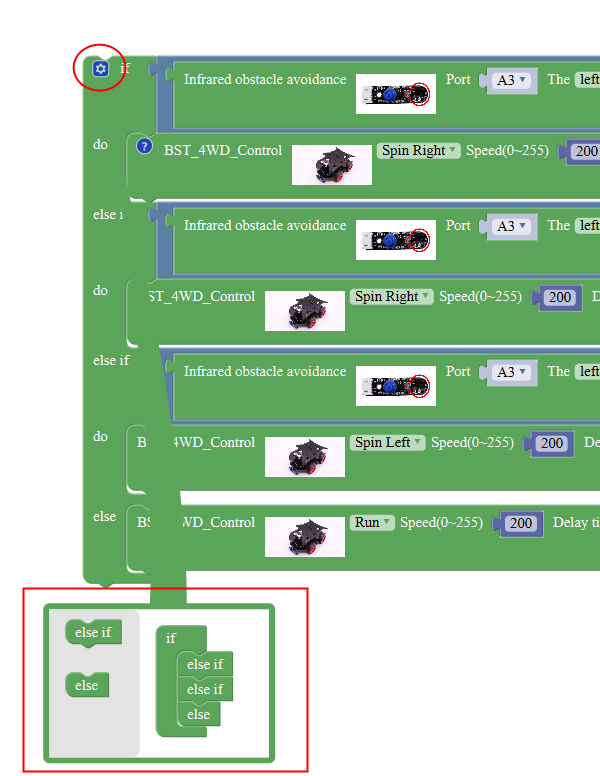 if Infrared obstacle avoidance Port A3 The left
do ? BST_4WD_Control Spin Right Speed(0~255) 200
else i Infrared obstacle avoidance Port A3 The left
do ST_4WD_Control Spin Right Speed(0~255) 200 D
else if Infrared obstacle avoidance Port A3 The left
do B 4WD_Control Spin Left Speed(0~255) 200 De
else BS WD_Control Run Speed(0~255) 200 Delay ti
else if
else
if
else if
else if
else